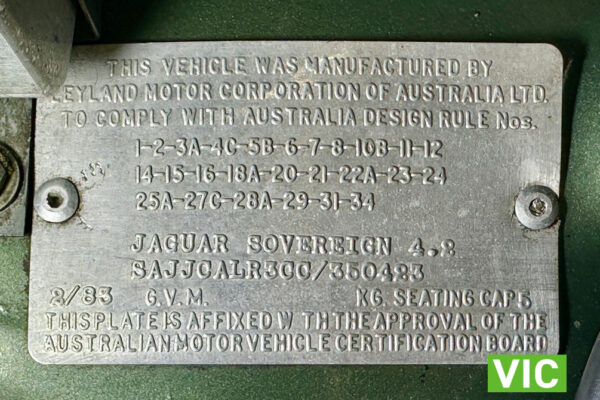 THIS VEHICLE WAS MANUFACTURED BY
LEYLAND MOTOR CORPORATION OF AUSTRALIA LTD.
TO COMPLY WITH AUSTRALIA DESIGN RULE Nos.
1-2-3A-4C-5B-6-7-8-10B-11-12
14-15-16-18A-20-21-22A-23-24
25A-27C-28A-29-31-34
JAGUAR SOVEREIGN 4.2
SAJJCALR3CC/350423
2/83 G.V.M. KG. SEATING CAP 5
THIS PLATE IS AFFIXED W TH THE APPROVAL OF THE
AUSTRALIAN MOTOR VEHICLE CERTIFICATION BOARD
VIC